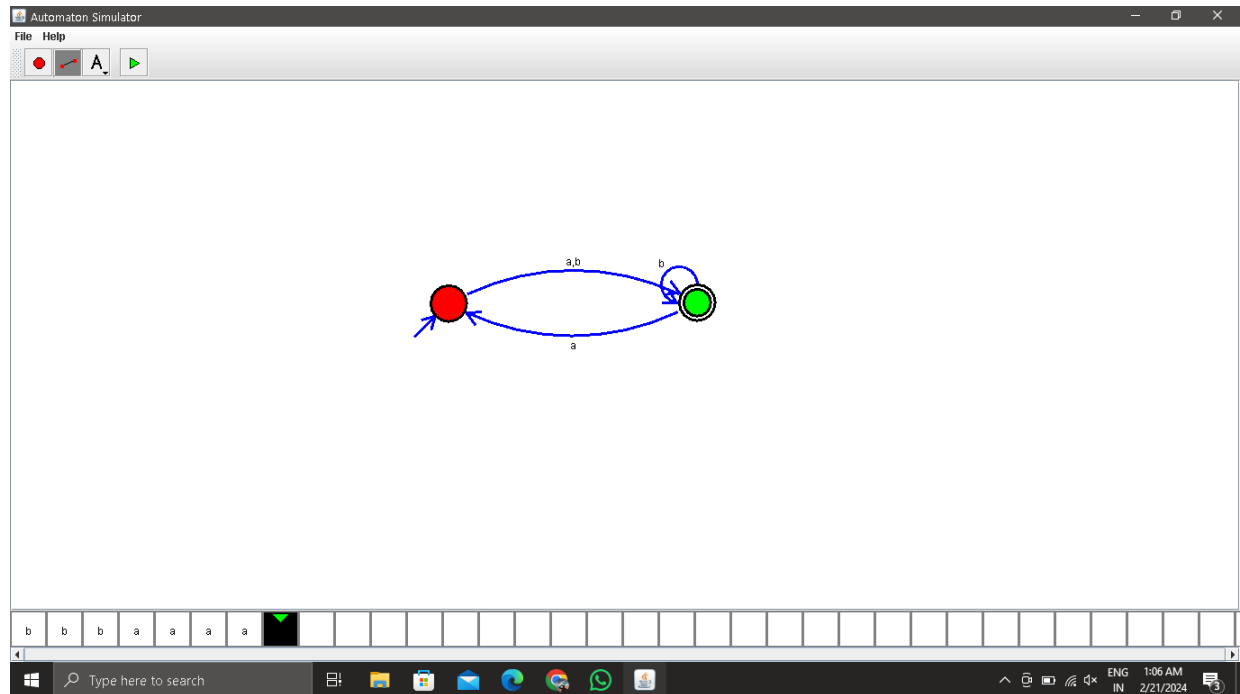 Automaton Simulator
File Help
A
a,b
b
a
b b b a a a a
Type here to search
ENG 1:06 AM
IN 2/21/2024
3